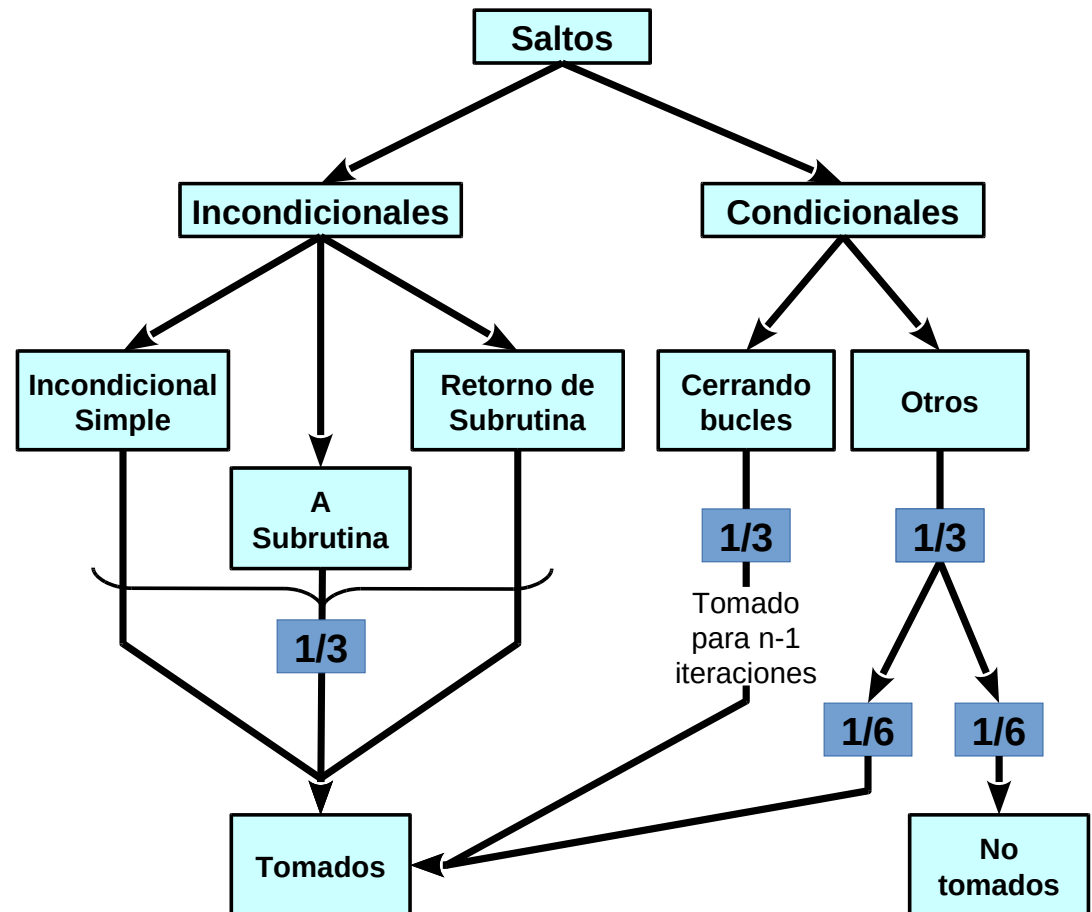 Saltos
Incondicionales
Condicionales
Incondicional
Simple
Retorno de
Subrutina
Cerrando
bucles
Otros
A
Subrutina
1/3
1/3
1/3
Tomado
para n-1
iteraciones
1/6
1/6
Tomados
No
tomados